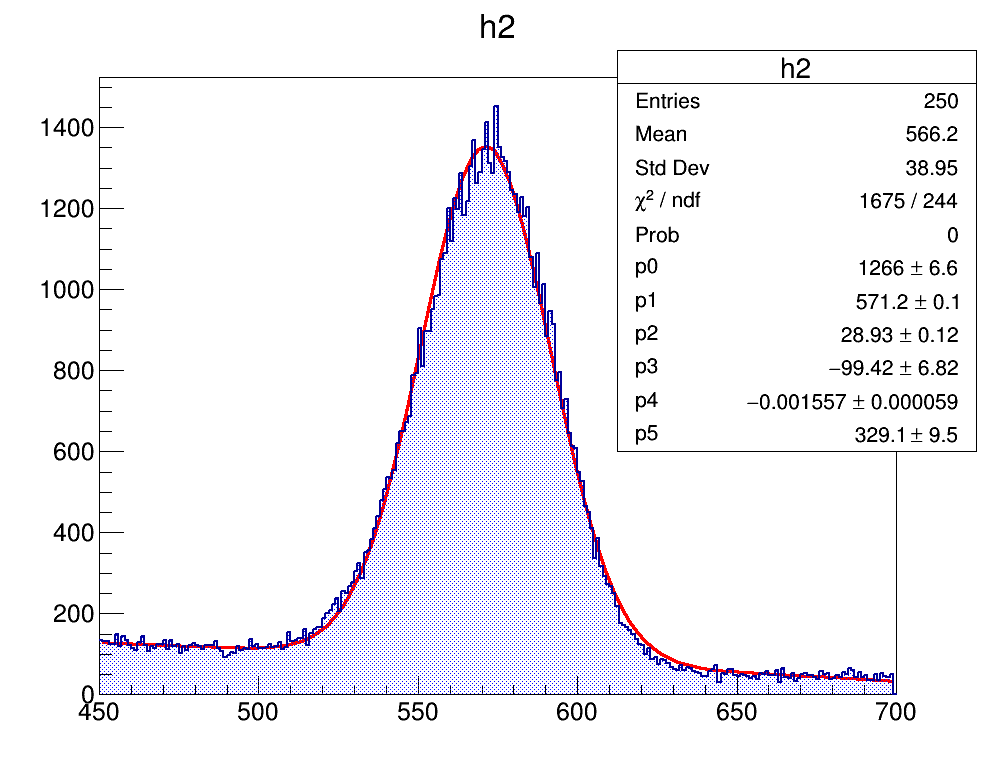 h2
h2
Entries 250
Mean 566.2
Std Dev 38.95
χ² / ndf 1675 / 244
Prob 0
p0 1266 ± 6.6
p1 571.2 ± 0.1
p2 28.93 ± 0.12
p3 −99.42 ± 6.82
p4 −0.001557 ± 0.000059
p5 329.1 ± 9.5
1400
1200
1000
800
600
400
200
0
450 500 550 600 650 700